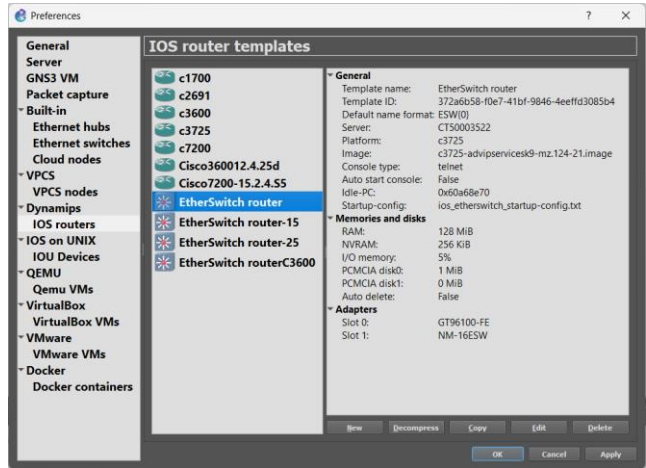 Preferences
?
General
Server
GNS3 VM
Packet capture
Built-in
Ethernet hubs
Ethernet switches
Cloud nodes
VPCS
VPCS nodes
Dynamips
IOS routers
IOS on UNIX
IOU Devices
QEMU
Qemu VMs
VirtualBox
VirtualBox VMs
VMware
VMware VMs
Docker
Docker containers
IOS router templates
c1700
c2691
c3600
c3725
c7200
Cisco360012.4.25d
Cisco7200-15.2.4.S5
EtherSwitch router
EtherSwitch router-15
EtherSwitch router-25
EtherSwitch routerC3600
General
Template name: EtherSwitch router
Template ID: 372a6b58-f0e7-41bf-9846-4eeffd3085b4
Default name format: ESW{0}
Server: CT50003522
Platform: c3725
Image: c3725-advipservicesk9-mz.124-21.image
Console type: telnet
Auto start console: False
Idle-PC: 0x60a68e70
Startup-config: ios_etherswitch_startup-config.txt
Memories and disks
RAM: 128 MiB
NVRAM: 256 KiB
I/O memory: 5%
PCMCIA disk0: 1 MiB
PCMCIA disk1: 0 MiB
Auto delete: False
Adapters
Slot 0: GT96100-FE
Slot 1: NM-16ESW
New Decompress Copy Edit Delete
OK Cancel Apply